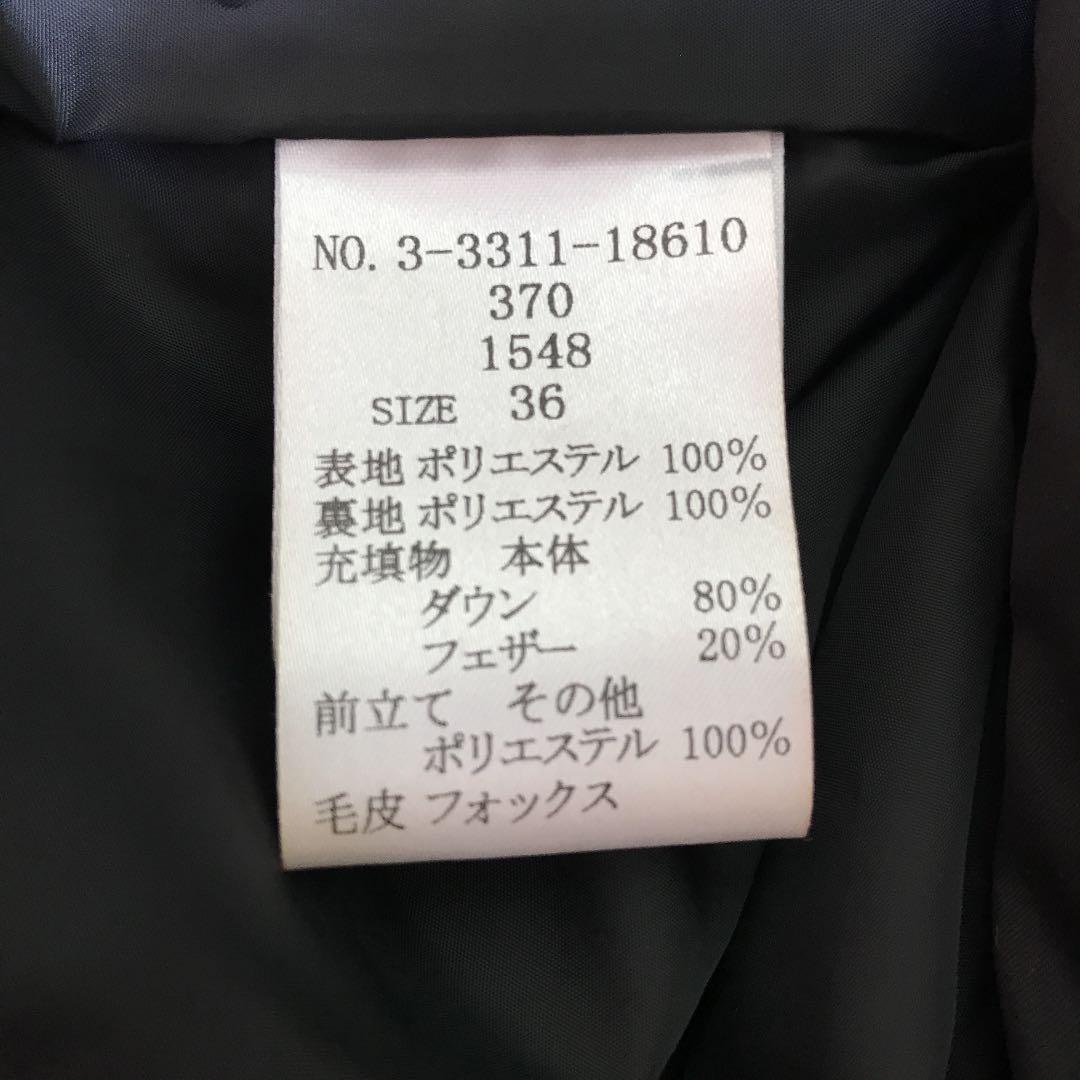 NO. 3-3311-18610
370
1548
SIZE 36
表地 ポリエステル 100%
裏地 ポリエステル 100%
充填物 本体
ダウン 80%
フェザー 20%
前立て その他
ポリエステル 100%
毛皮 フォックス